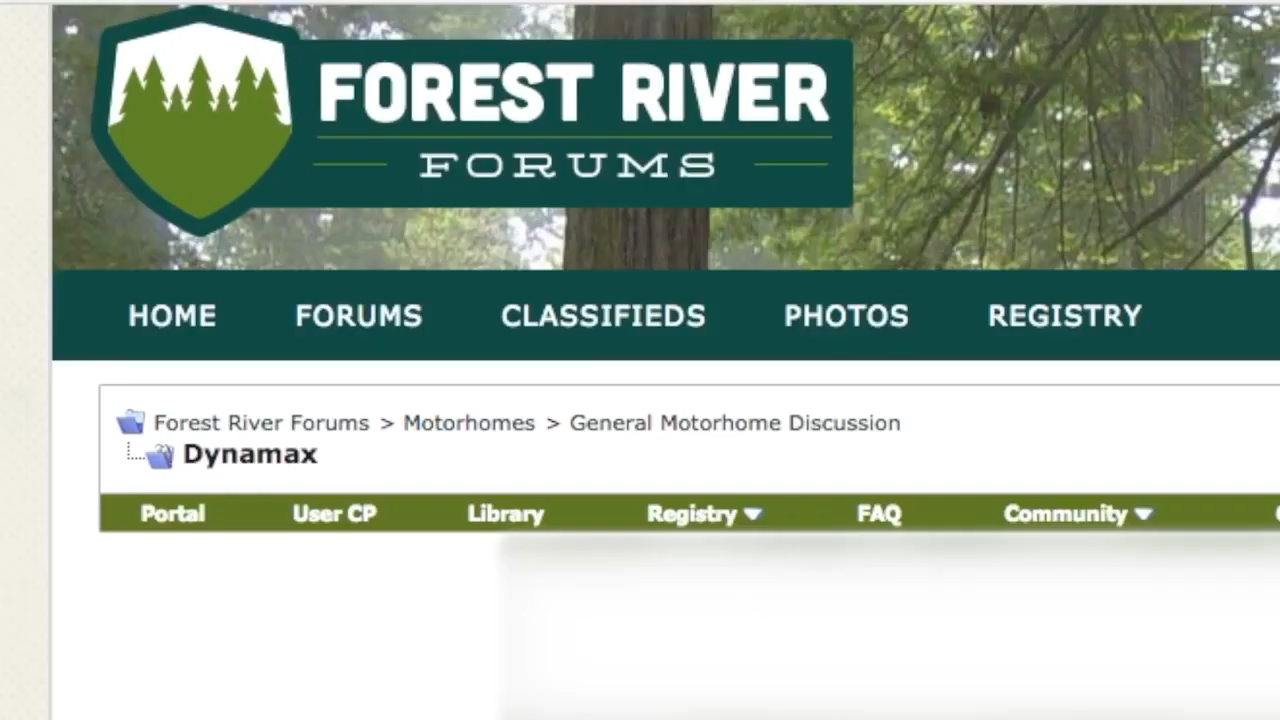 FOREST RIVER
FORUMS
HOME FORUMS CLASSIFIEDS PHOTOS REGISTRY
Forest River Forums > Motorhomes > General Motorhome Discussion
Dynamax
Portal User CP Library Registry FAQ Community